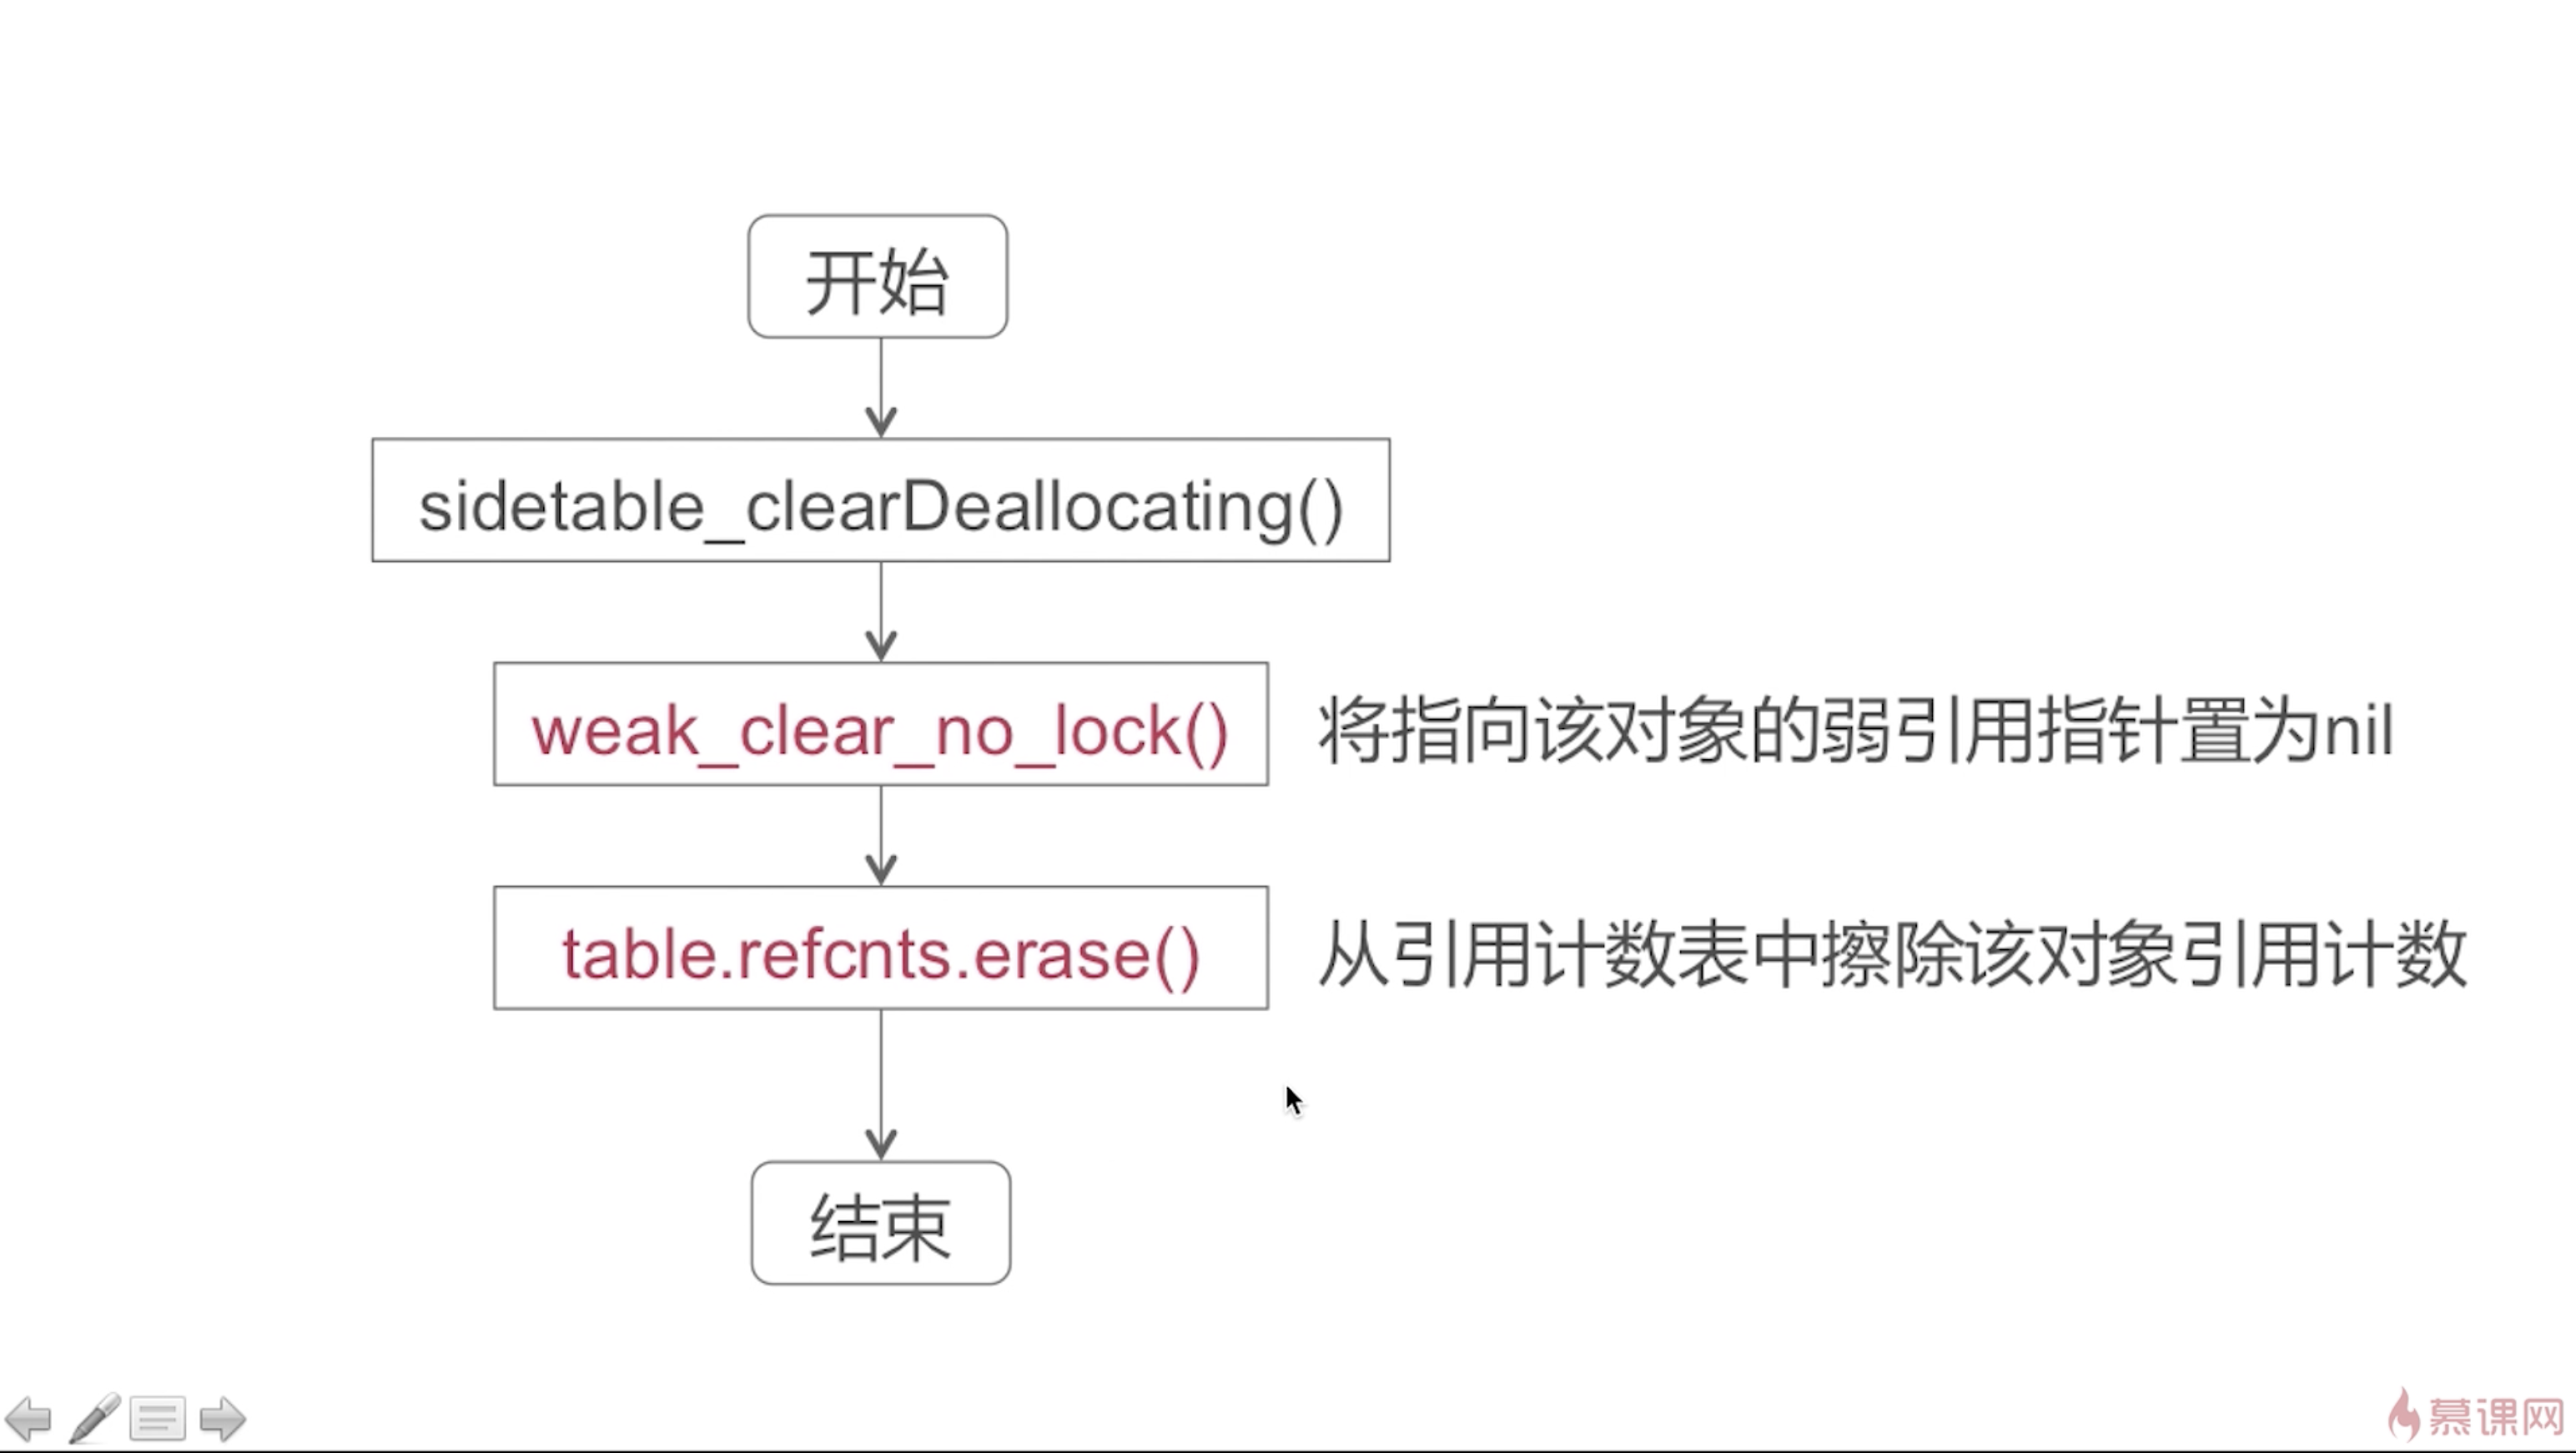 开始
sidetable_clearDeallocating()
weak_clear_no_lock()
将指向该对象的弱引用指针置为nil
table.refcnts.erase()
从引用计数表中擦除该对象引用计数
结束
慕课网